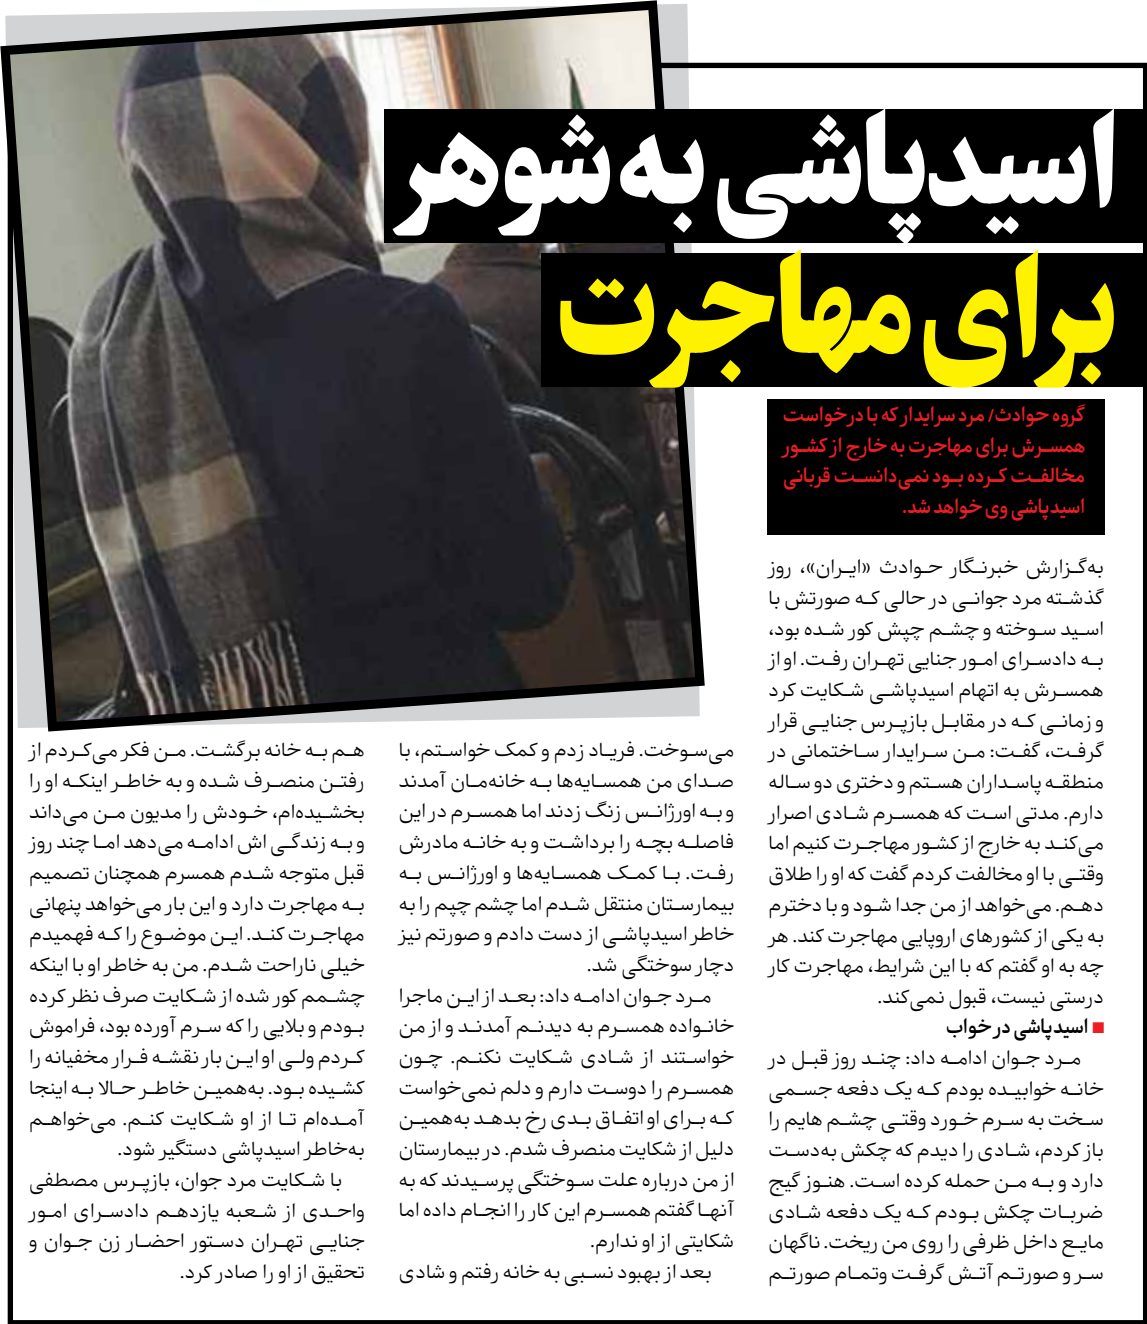 اسیدپاشی به شوهر
برای مهاجرت
گروه حوادث/ مرد سرایدار که با درخواست
همسرش برای مهاجرت به خارج از کشور
مخالفت کرده بود نمی‌دانست قربانی
اسیدپاشی وی خواهد شد.
به‌گزارش خبرنگار حوادث «ایران»، روز
گذشته مرد جوانی در حالی که صورتش با
اسید سوخته و چشم چپش کور شده بود،
به دادسرای امور جنایی تهران رفت. او از
همسرش به اتهام اسیدپاشی شکایت کرد
و زمانی که در مقابل بازپرس جنایی قرار
گرفت، گفت: من سرایدار ساختمانی در
منطقه پاسداران هستم و دختری دو ساله
دارم. مدتی است که همسرم شادی اصرار
می‌کند به خارج از کشور مهاجرت کنیم اما
وقتی با او مخالفت کردم گفت که او را طلاق
دهم. می‌خواهد از من جدا شود و با دخترم
به یکی از کشورهای اروپایی مهاجرت کند. هر
چه به او گفتم که با این شرایط، مهاجرت کار
درستی نیست، قبول نمی‌کند.
■ اسیدپاشی در خواب
مرد جوان ادامه داد: چند روز قبل در
خانه خوابیده بودم که یک دفعه جسمی
سخت به سرم خورد وقتی چشم هایم را
باز کردم، شادی را دیدم که چکش به‌دست
دارد و به من حمله کرده است. هنوز گیج
ضربات چکش بودم که یک دفعه شادی
مایع داخل ظرفی را روی من ریخت. ناگهان
سر و صورتم آتش گرفت وتمام صورتم
می‌سوخت. فریاد زدم و کمک خواستم، با
صدای من همسایه‌ها به خانه‌مان آمدند
و به اورژانس زنگ زدند اما همسرم در این
فاصله بچه را برداشت و به خانه مادرش
رفت. با کمک همسایه‌ها و اورژانس به
بیمارستان منتقل شدم اما چشم چپم را به
خاطر اسیدپاشی از دست دادم و صورتم نیز
دچار سوختگی شد.
مرد جوان ادامه داد: بعد از این ماجرا
خانواده همسرم به دیدنم آمدند و از من
خواستند از شادی شکایت نکنم. چون
همسرم را دوست دارم و دلم نمی‌خواست
که برای او اتفاق بدی رخ بدهد به‌همین
دلیل از شکایت منصرف شدم. در بیمارستان
از من درباره علت سوختگی پرسیدند که به
آنها گفتم همسرم این کار را انجام داده اما
شکایتی از او ندارم.
بعد از بهبود نسبی به خانه رفتم و شادی
هم به خانه برگشت. من فکر می‌کردم از
رفتن منصرف شده و به خاطر اینکه او را
بخشیده‌ام، خودش را مدیون من می‌داند
و به زندگی اش ادامه می‌دهد اما چند روز
قبل متوجه شدم همسرم همچنان تصمیم
به مهاجرت دارد و این بار می‌خواهد پنهانی
مهاجرت کند. این موضوع را که فهمیدم
خیلی ناراحت شدم. من به خاطر او با اینکه
چشمم کور شده از شکایت صرف نظر کرده
بودم و بلایی را که سرم آورده بود، فراموش
کردم ولی او این بار نقشه فرار مخفیانه را
کشیده بود. به‌همین خاطر حالا به اینجا
آمده‌ام تا از او شکایت کنم. می‌خواهم
به‌خاطر اسیدپاشی دستگیر شود.
با شکایت مرد جوان، بازپرس مصطفی
واحدی از شعبه یازدهم دادسرای امور
جنایی تهران دستور احضار زن جوان و
تحقیق از او را صادر کرد.